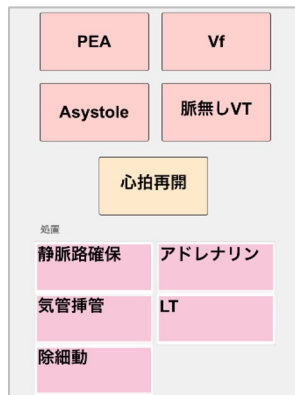 PEA
Vf
Asystole
脈無しVT
心拍再開
処置
静脈路確保
アドレナリン
気管挿管
LT
除細動